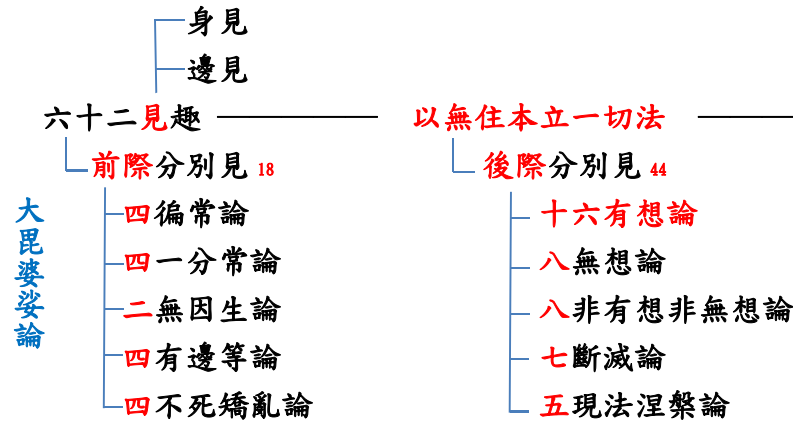 身見
邊見
六十二見趣
以無住本立一切法
前際分別見 18
後際分別見 44
大毘婆娑論
四徧常論
四一分常論
二無因生論
四有邊等論
四不死矯亂論
十六有想論
八無想論
八非有想非無想論
七斷滅論
五現法涅槃論